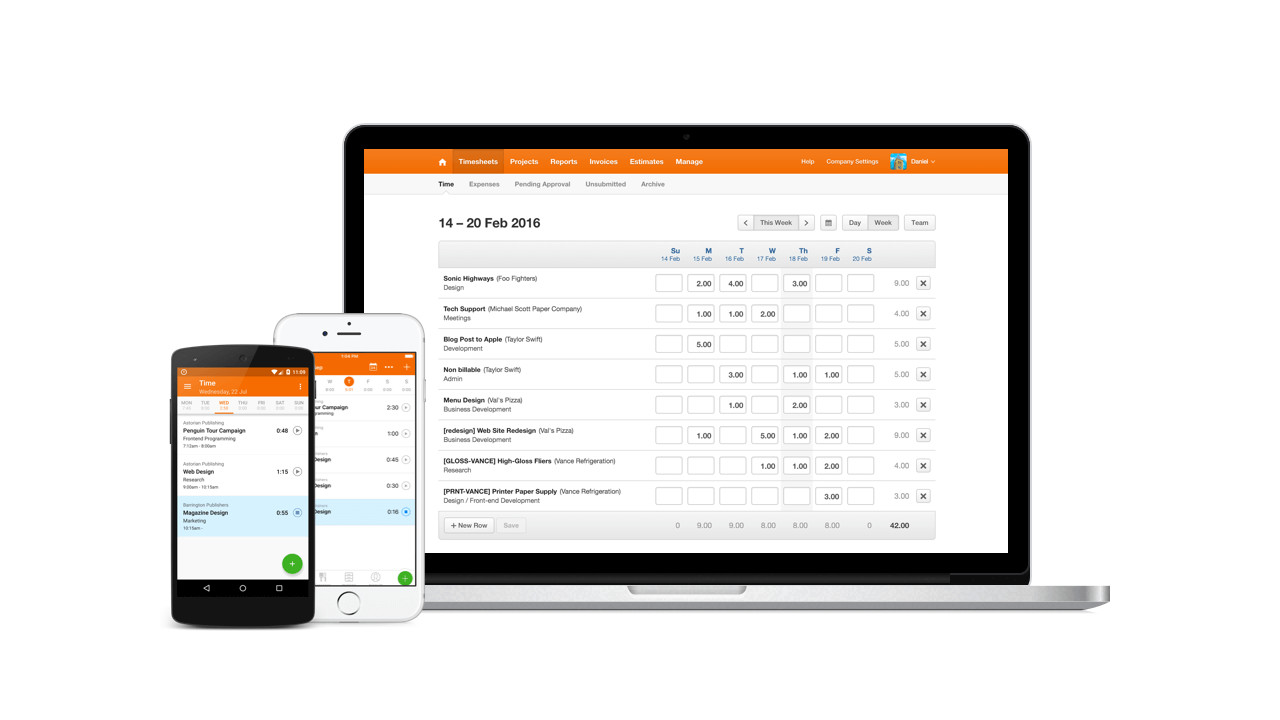 Timesheets Projects Reports Invoices Estimates Manage Help Company Settings Daniel
Time Expenses Pending Approval Unsubmitted Archive
14 – 20 Feb 2016 This Week Day Week Team
Su M T W Th F S
14 Feb 15 Feb 16 Feb 17 Feb 18 Feb 19 Feb 20 Feb
Sonic Highways (Foo Fighters) 2.00 4.00 3.00 9.00
Design
Tech Support (Michael Scott Paper Company) 1.00 1.00 2.00 4.00
Meetings
Blog Post to Apple (Taylor Swift) 5.00 5.00
Development
Non billable (Taylor Swift) 3.00 1.00 1.00 5.00
Admin
Menu Design (Val's Pizza) 1.00 2.00 3.00
Business Development
[redesign] Web Site Redesign (Val's Pizza) 1.00 5.00 1.00 2.00 9.00
Business Development
[GLOSS-VANCE] High-Gloss Fliers (Vance Refrigeration) 1.00 1.00 2.00 4.00
Research
[PRNT-VANCE] Printer Paper Supply (Vance Refrigeration) 3.00 3.00
Design / Front-end Development
+ New Row Save 0 9.00 9.00 8.00 8.00 8.00 0 42.00
7:04 PM
W T F S S
ur Campaign 2:30
gramming
1:00
Design 0:45
Design 0:30
Design 0:16
11:09
Time
Wednesday, 22 Jul
MON TUE WED THU FRI SAT SUN
Astorian Publishing
Penguin Tour Campaign 0:48
Frontend Programming
7:12am - 8:00am
Astorian Publishing
Web Design 1:15
Research
9:00am - 10:15am
Barrington Publishers
Magazine Design 0:55
Marketing
10:15am -